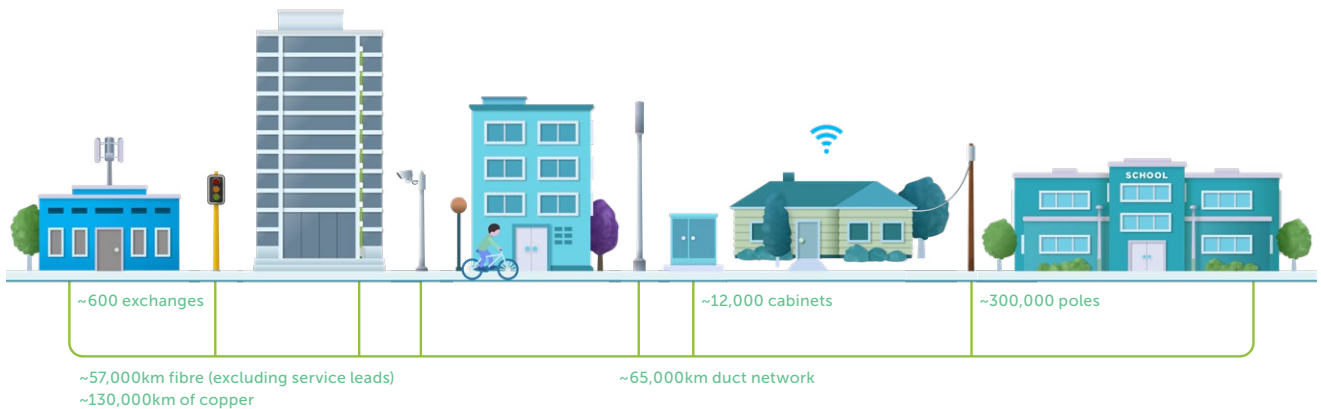 SCHOOL
~600 exchanges
~12,000 cabinets
~300,000 poles
~57,000km fibre (excluding service leads)
~65,000km duct network
~130,000km of copper